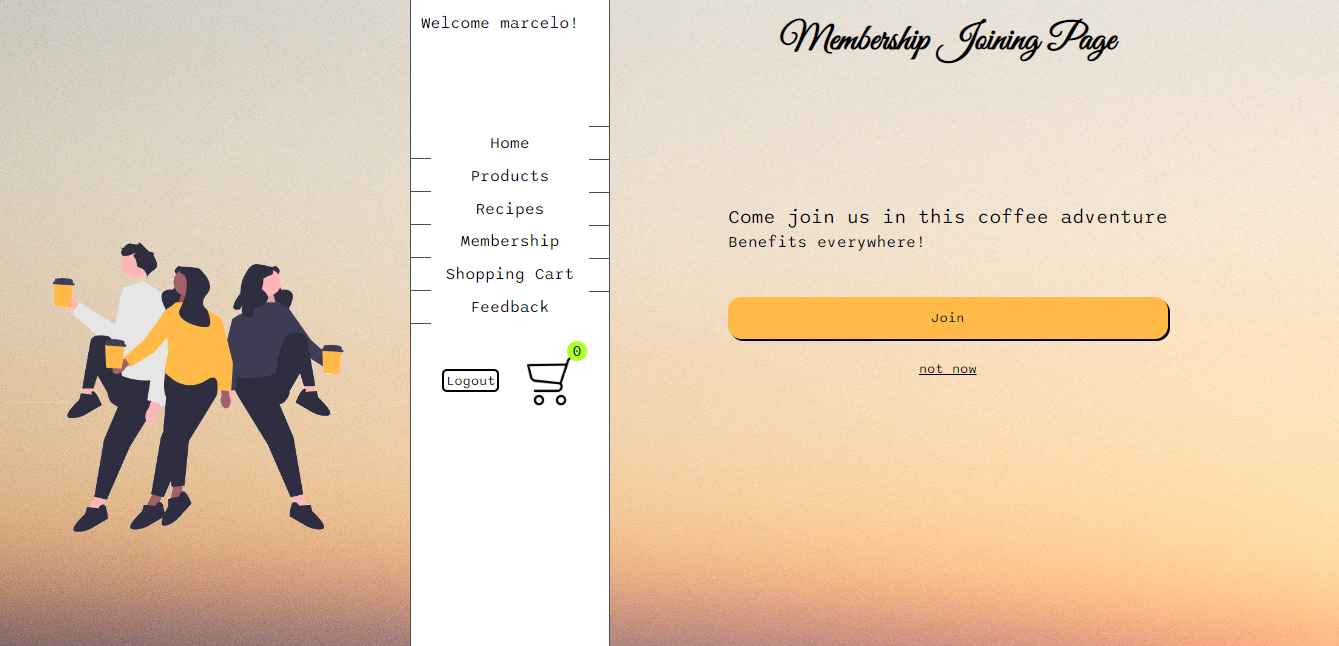 Welcome marcelo!
Home
Products
Recipes
Membership
Shopping Cart
Feedback
Logout
0
Membership Joining Page
Come join us in this coffee adventure
Benefits everywhere!
Join
not now